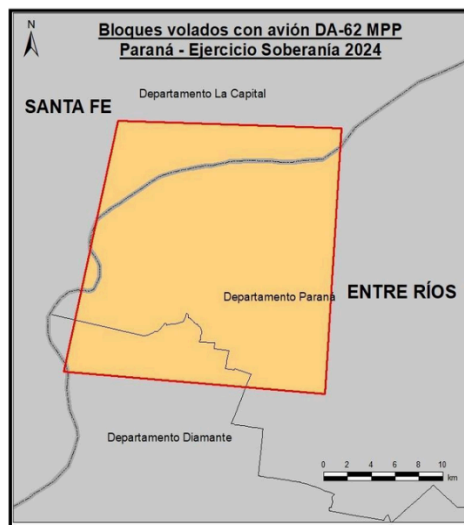 N
Bloques volados con avión DA-62 MPP
Paraná - Ejercicio Soberanía 2024
Departamento La Capital
SANTA FE
Departamento Paraná
ENTRE RÍOS
Departamento Diamante
0 2 4 6 8 10
km